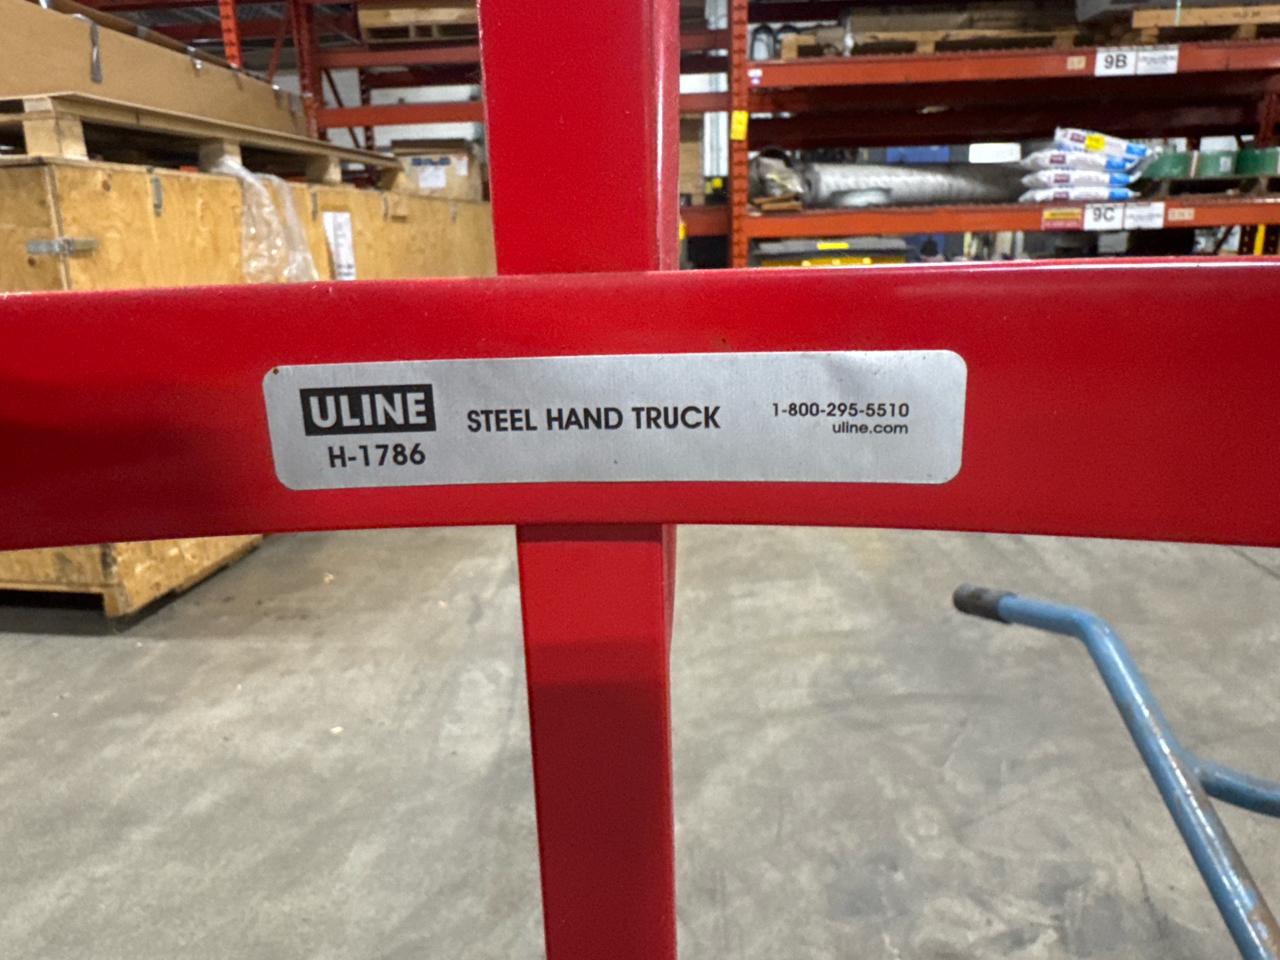 9B
9C
ULINE
H-1786
STEEL HAND TRUCK
1-800-295-5510
uline.com